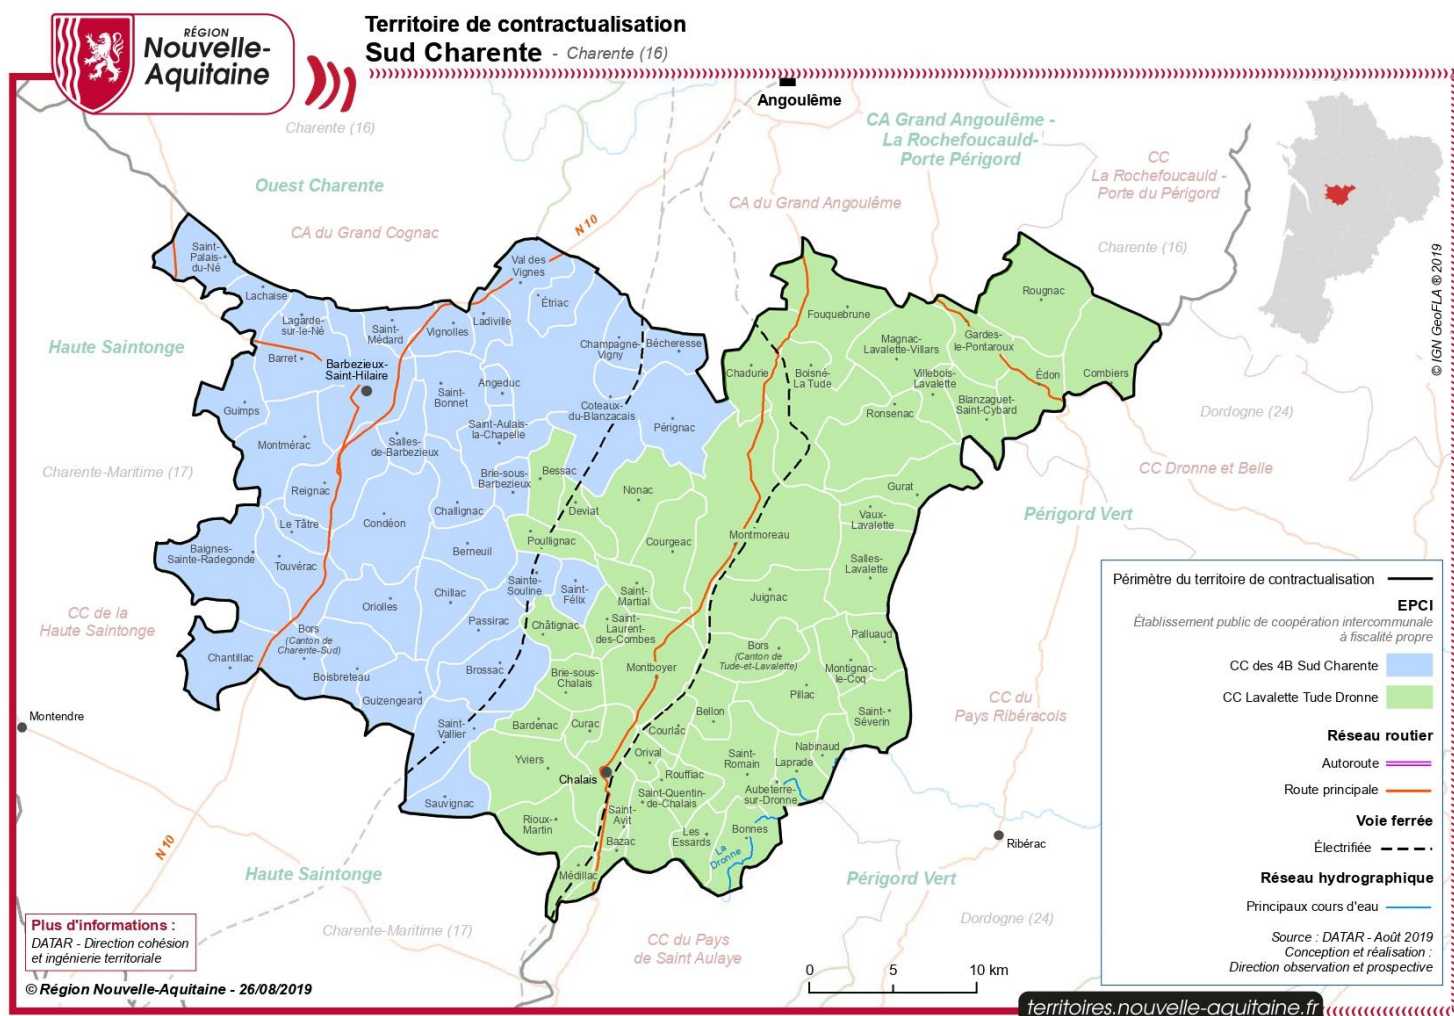 RÉGION
Nouvelle-
Aquitaine
Territoire de contractualisation
Sud Charente - Charente (16)
Angoulême
Charente (16)
CA Grand Angoulême -
La Rochefoucauld-
Porte Périgord
CC
La Rochefoucauld -
Porte du Périgord
Ouest Charente
CA du Grand Angoulême
CA du Grand Cognac
N 10
Charente (16)
© IGN GeoFLA ® 2019
Saint-
Palais-
du-Né
Val des
Vignes
Lachaise
Étriac
Rougnac
Lagarde-
sur-le-Né
Saint-
Médard
Vignolles
Ladiville
Fouquebrune
Haute Saintonge
Barret
Champagne-
Vigny
Bécheresse
Magnac-
Lavalette-Villars
Gardes-
le-Pontaroux
Barbezieux-
Saint-Hilaire
Chadurie
Boisné-
La Tude
Villebois-
Lavalette
Édon
Combiers
Angeduc
Saint-
Bonnet
Guimps
Coteaux-
du-Blanzacais
Ronsenac
Blanzaguet-
Saint-Cybard
Dordogne (24)
Saint-Aulais-
la-Chapelle
Pérignac
Montmérac
Salles-
de-Barbezieux
Charente-Maritime (17)
Brie-sous-
Barbezieux
Bessac
CC Dronne et Belle
Reignac
Nonac
Gurat
Challignac
Deviat
Périgord Vert
Le Tâtre
Condéon
Vaux-
Lavalette
Poullignac
Courgeac
Montmoreau
Baignes-
Sainte-Radegonde
Berneuil
Touvérac
Salles-
Lavalette
Sainte-
Souline
Saint-
Félix
Saint-
Martial
Juignac
Oriolles
Chillac
CC de la
Haute Saintonge
Passirac
Châtignac
Saint-
Laurent-
des-Combes
Palluaud
Bors
(Canton de
Charente-Sud)
Bors
(Canton de
Tude-et-Lavalette)
Chantillac
Boisbreteau
Brossac
Brie-sous-
Chalais
Montboyer
Montignac-
le-Coq
Guizengeard
Pillac
CC du
Pays Ribéracois
Montendre
Saint-
Vallier
Bardenac
Curac
Bellon
Saint-
Séverin
Courlac
Yviers
Orival
Saint-
Romain
Nabinaud
Laprade
Chalais
Rouffiac
Sauvignac
Saint-Quentin-
de-Chalais
Aubeterre-
sur-Dronne
Rioux-
Martin
Saint-
Avit
Les
Essards
Bonnes
Bazac
La
Dronne
Ribérac
N 10
Médillac
Haute Saintonge
Périgord Vert
Charente-Maritime (17)
Dordogne (24)
CC du Pays
de Saint Aulaye
Périmètre du territoire de contractualisation
EPCI
Établissement public de coopération intercommunale
à fiscalité propre
CC des 4B Sud Charente
CC Lavalette Tude Dronne
Réseau routier
Autoroute
Route principale
Voie ferrée
Électrifiée
Réseau hydrographique
Principaux cours d'eau
Source : DATAR - Août 2019
Conception et réalisation :
Direction observation et prospective
Plus d'informations :
DATAR - Direction cohésion
et ingénierie territoriale
© Région Nouvelle-Aquitaine - 26/08/2019
0 5 10 km
territoires.nouvelle-aquitaine.fr